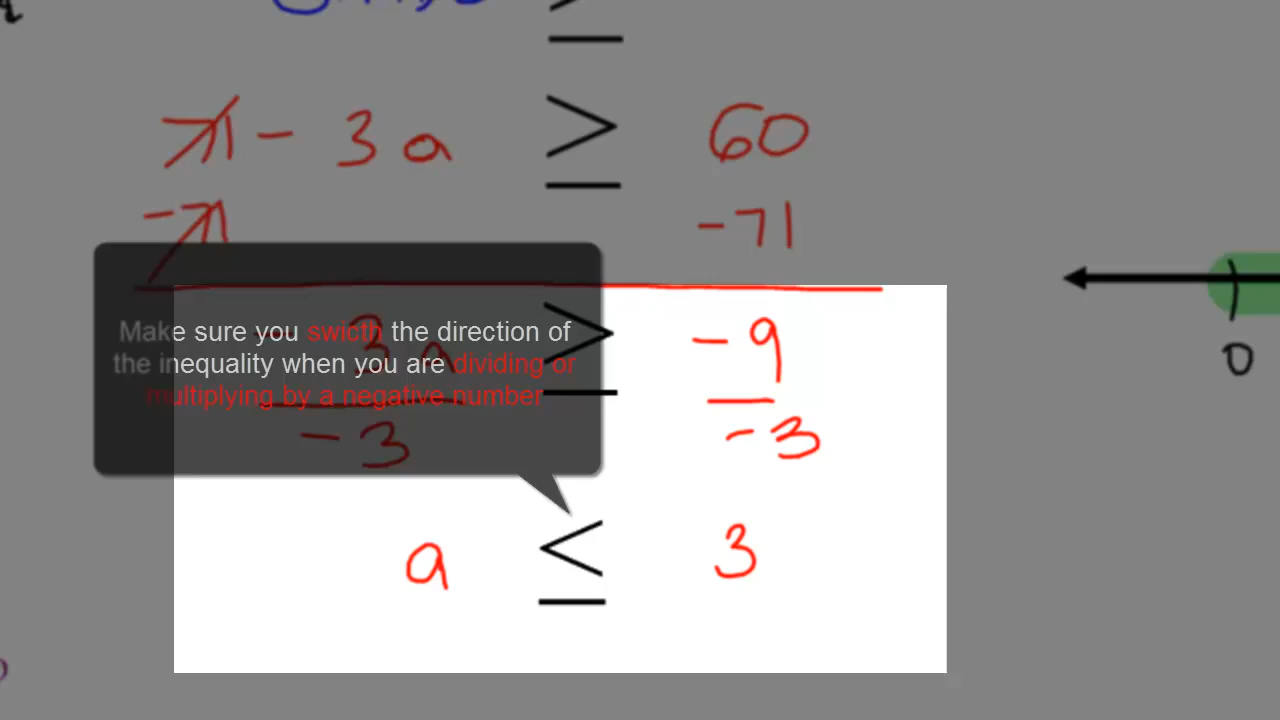 71 - 3a ≥ 60
-71 -71
-3a ≥ -9
-3 -3
a ≤ 3
Make sure you swicth the direction of
the inequality when you are dividing or
multiplying by a negative number
0